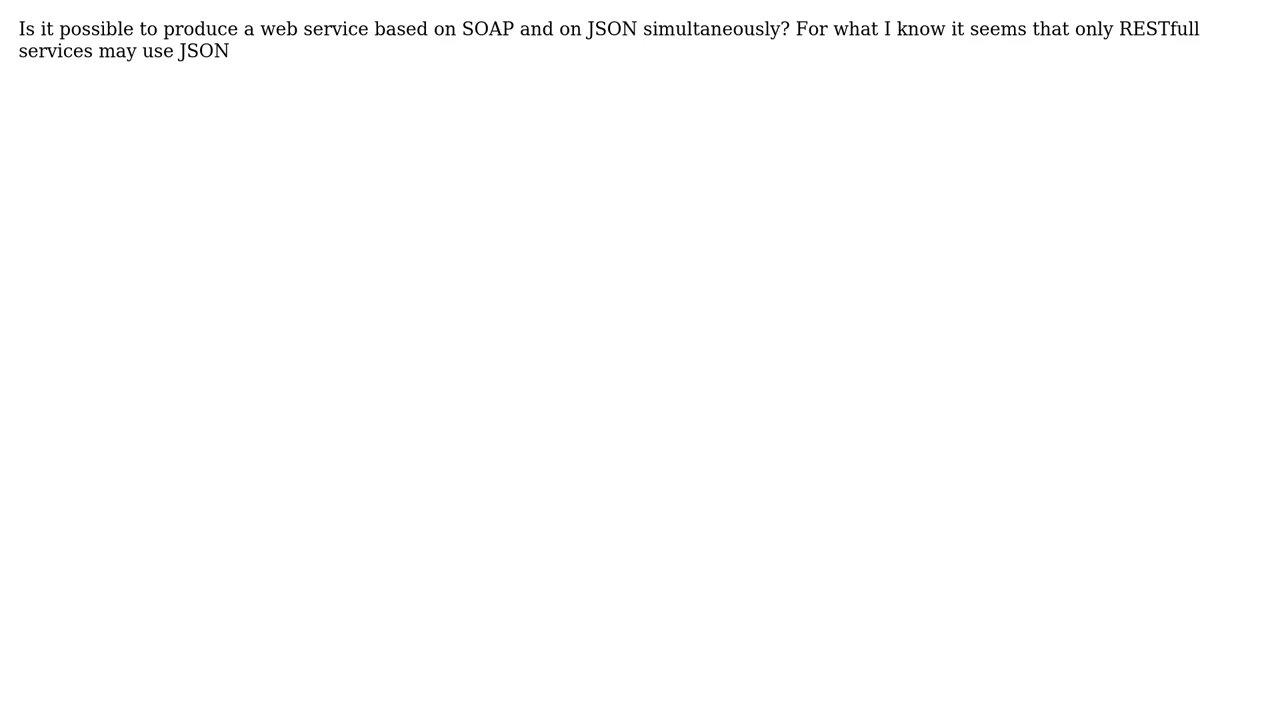 Is it possible to produce a web service based on SOAP and on JSON simultaneously? For what I know it seems that only RESTfull
services may use JSON